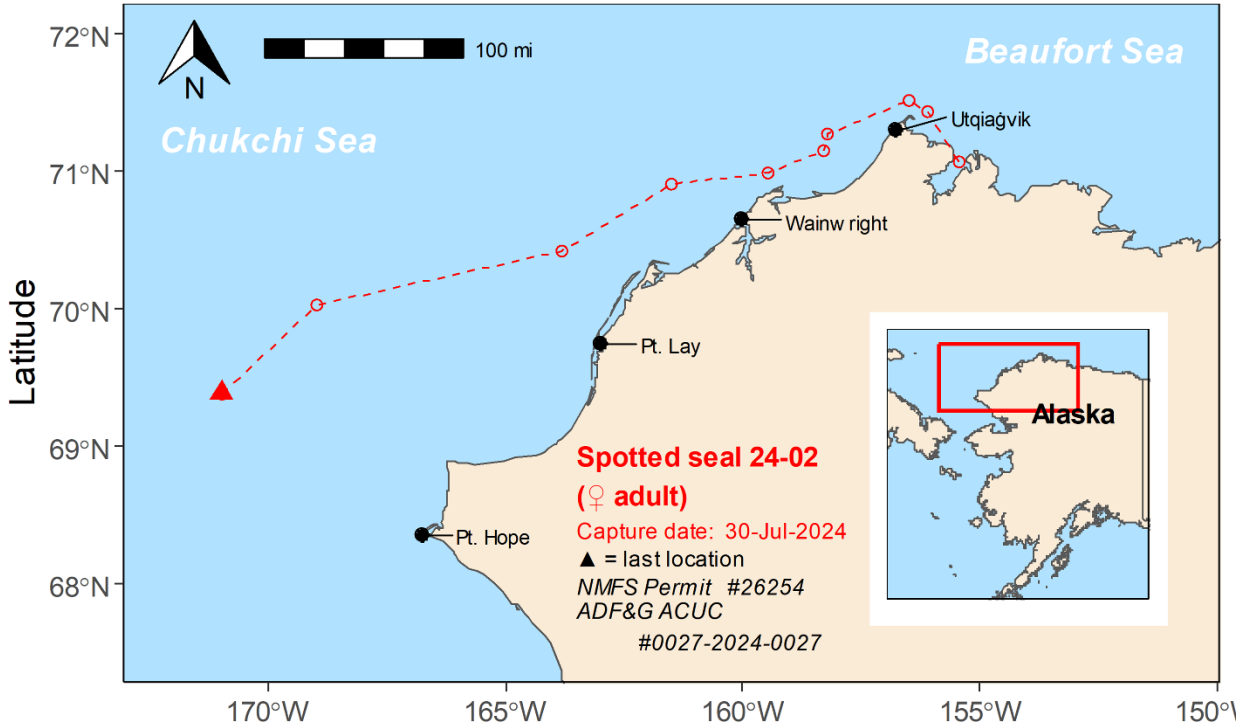 72°N
71°N
70°N
69°N
68°N
Latitude
N
100 mi
Beaufort Sea
Chukchi Sea
Utqiaġvik
Wainw right
Pt. Lay
Pt. Hope
Spotted seal 24-02
(♀ adult)
Capture date: 30-Jul-2024
▲ = last location
NMFS Permit #26254
ADF&G ACUC
#0027-2024-0027
Alaska
170°W
165°W
160°W
155°W
150°W